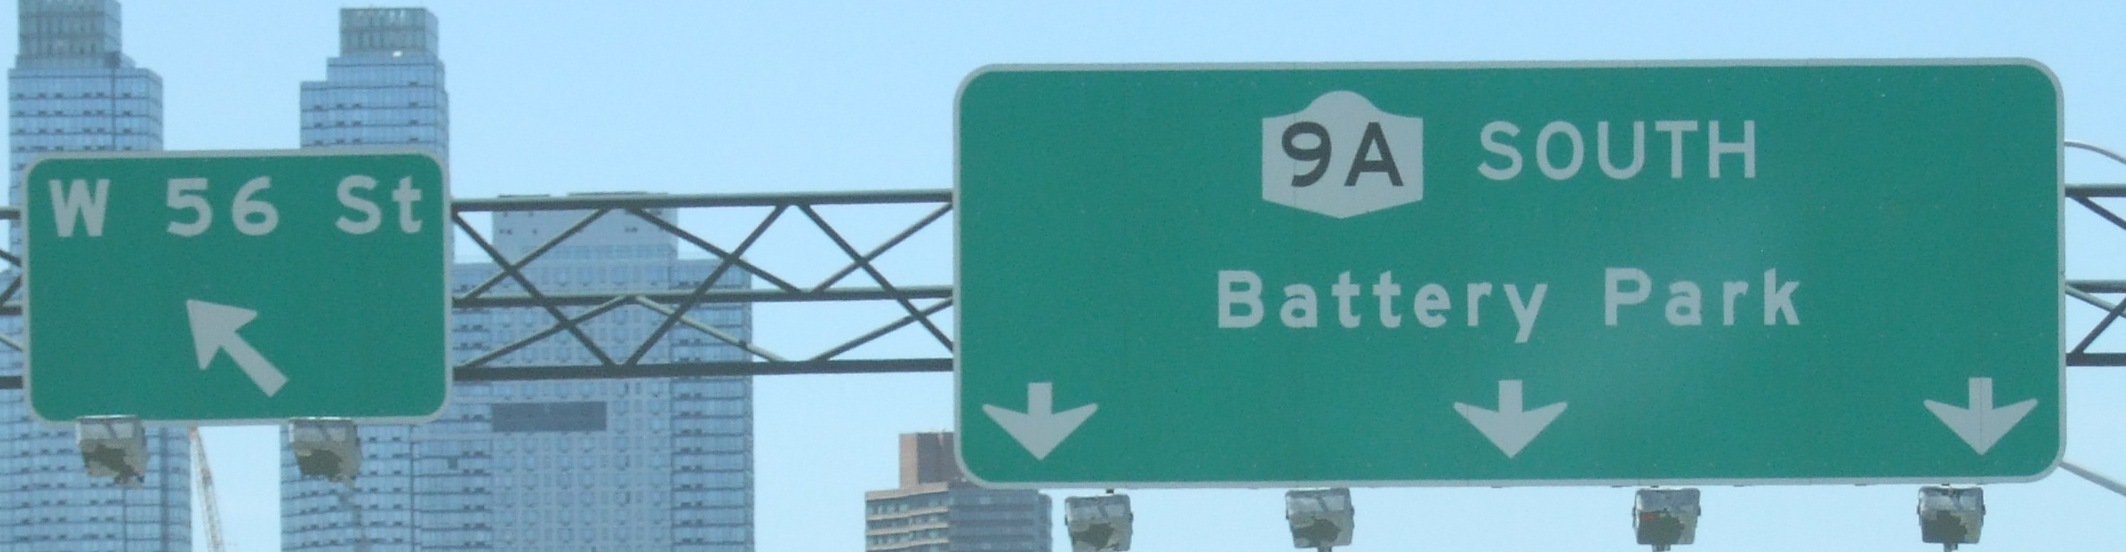 W 56 St
9A SOUTH
Battery Park